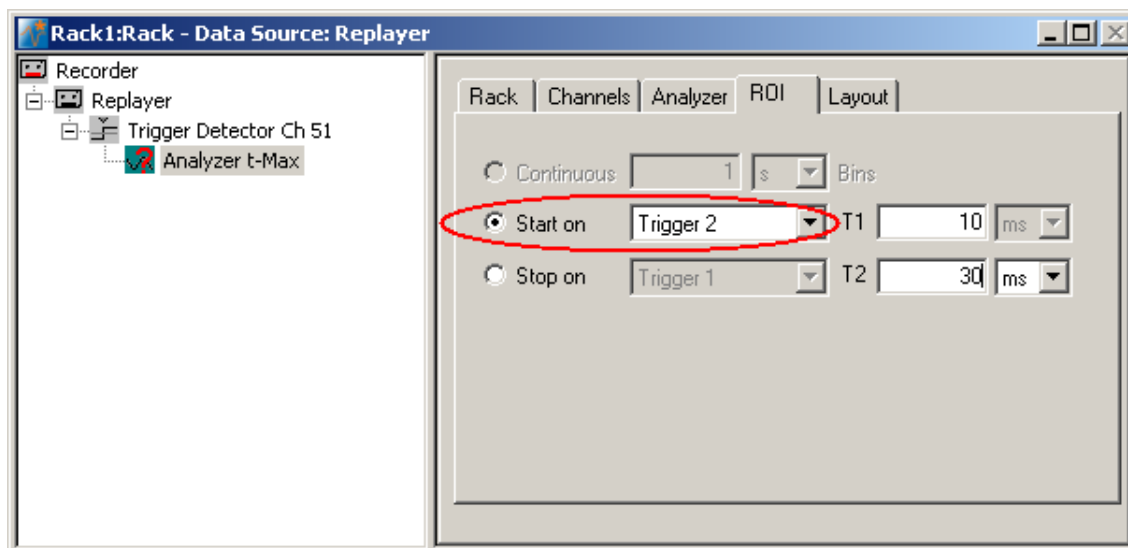 Rack1:Rack - Data Source: Replayer
Recorder
Replayer
Trigger Detector Ch 51
Analyzer t-Max
Rack Channels Analyzer ROI Layout
Continuous 1 s Bins
Start on Trigger 2 T1 10 ms
Stop on Trigger 1 T2 30 ms